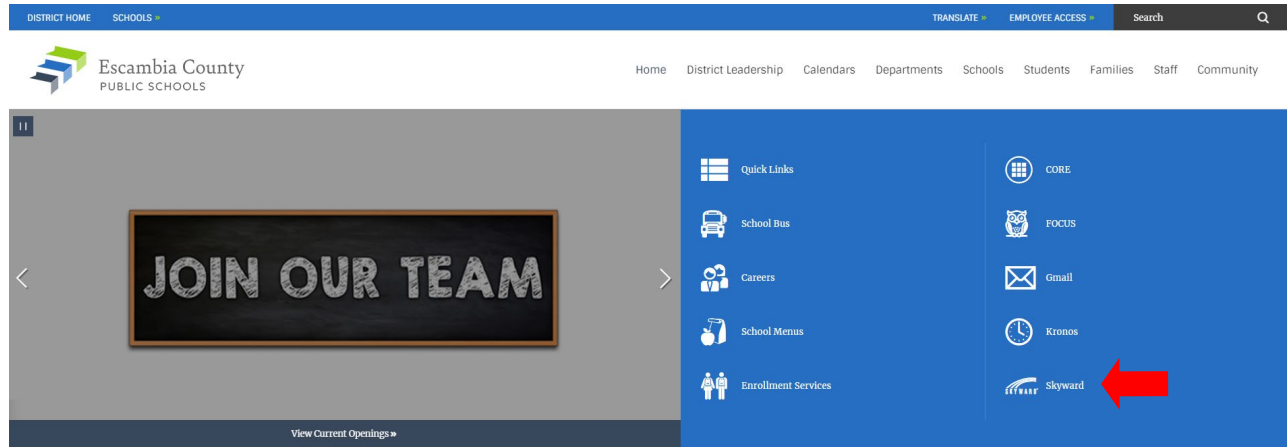 DISTRICT HOME SCHOOLS » TRANSLATE » EMPLOYEE ACCESS » Search
Escambia County
PUBLIC SCHOOLS
Home District Leadership Calendars Departments Schools Students Families Staff Community
JOIN OUR TEAM
View Current Openings »
Quick Links
School Bus
Careers
School Menus
Enrollment Services
CORE
FOCUS
Gmail
Kronos
SKYWARD Skyward